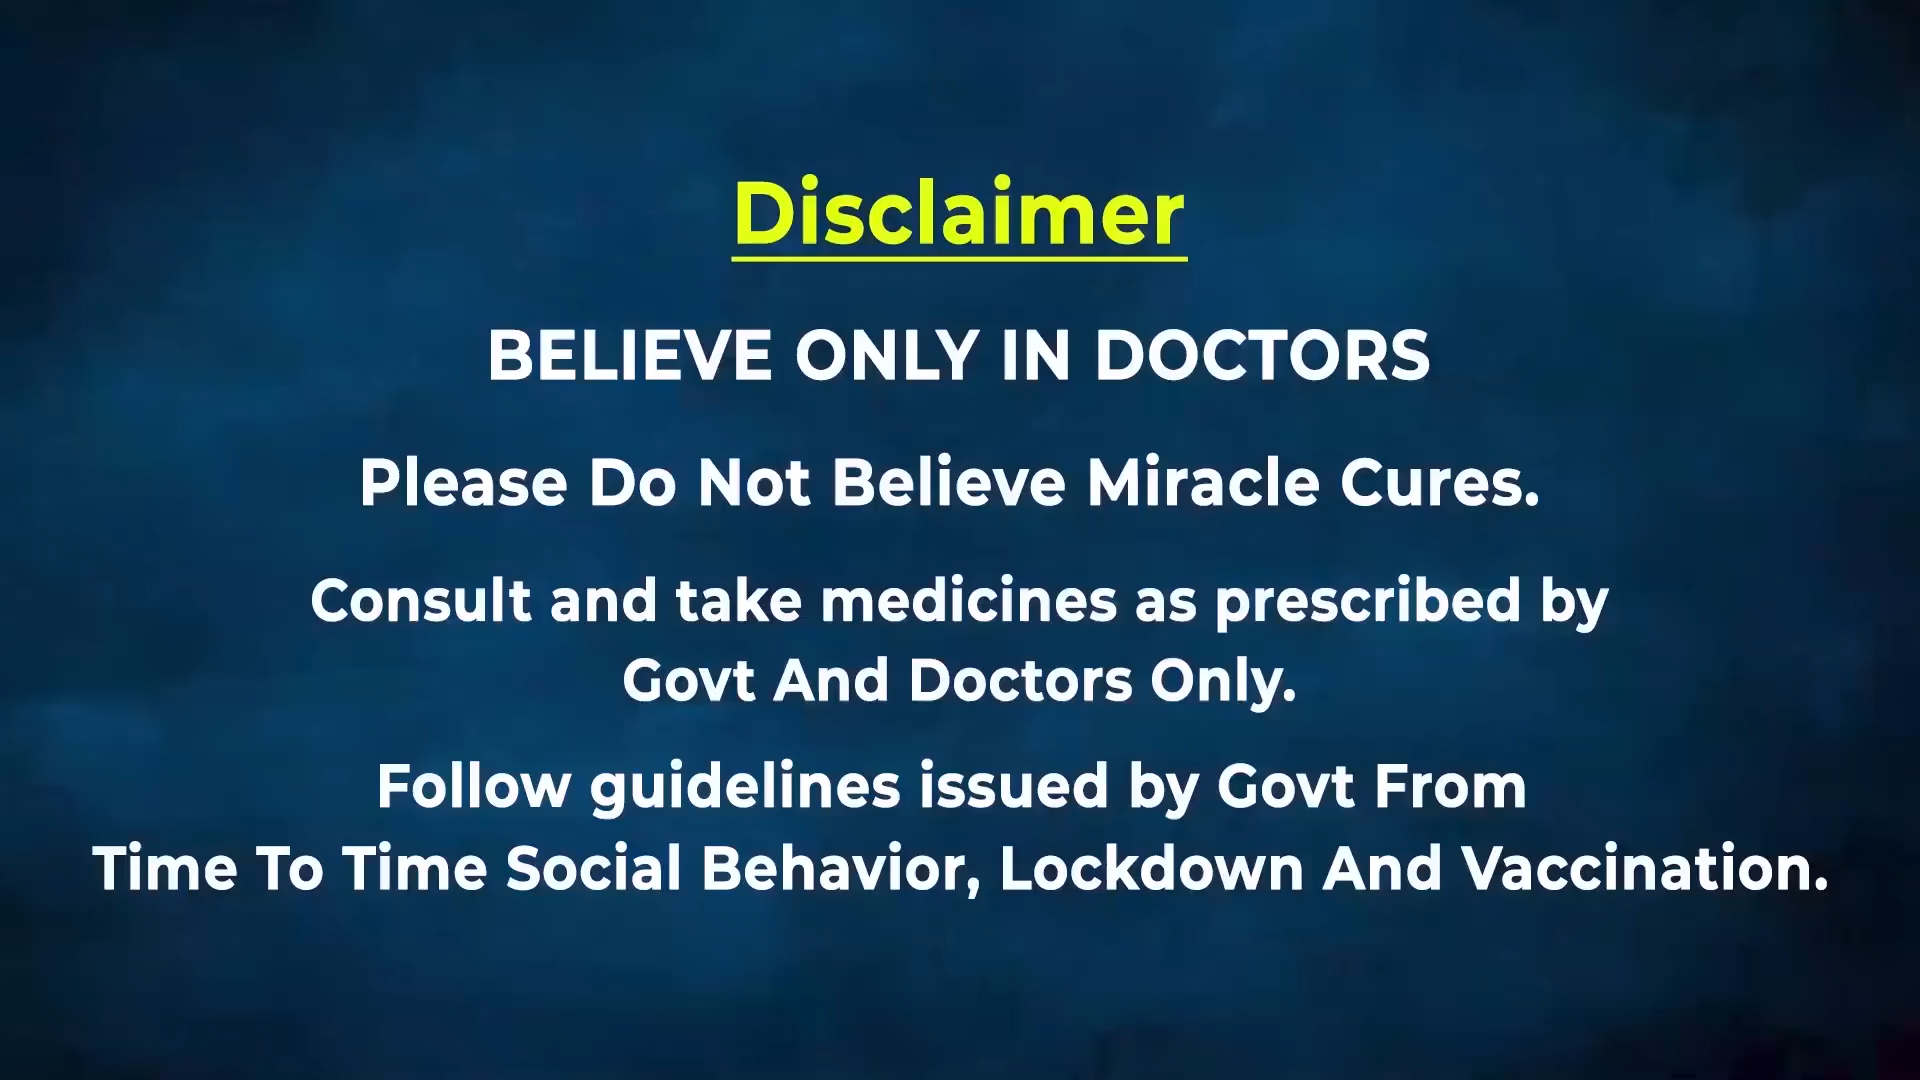 Disclaimer
BELIEVE ONLY IN DOCTORS
Please Do Not Believe Miracle Cures.
Consult and take medicines as prescribed by
Govt And Doctors Only.
Follow guidelines issued by Govt From
Time To Time Social Behavior, Lockdown And Vaccination.